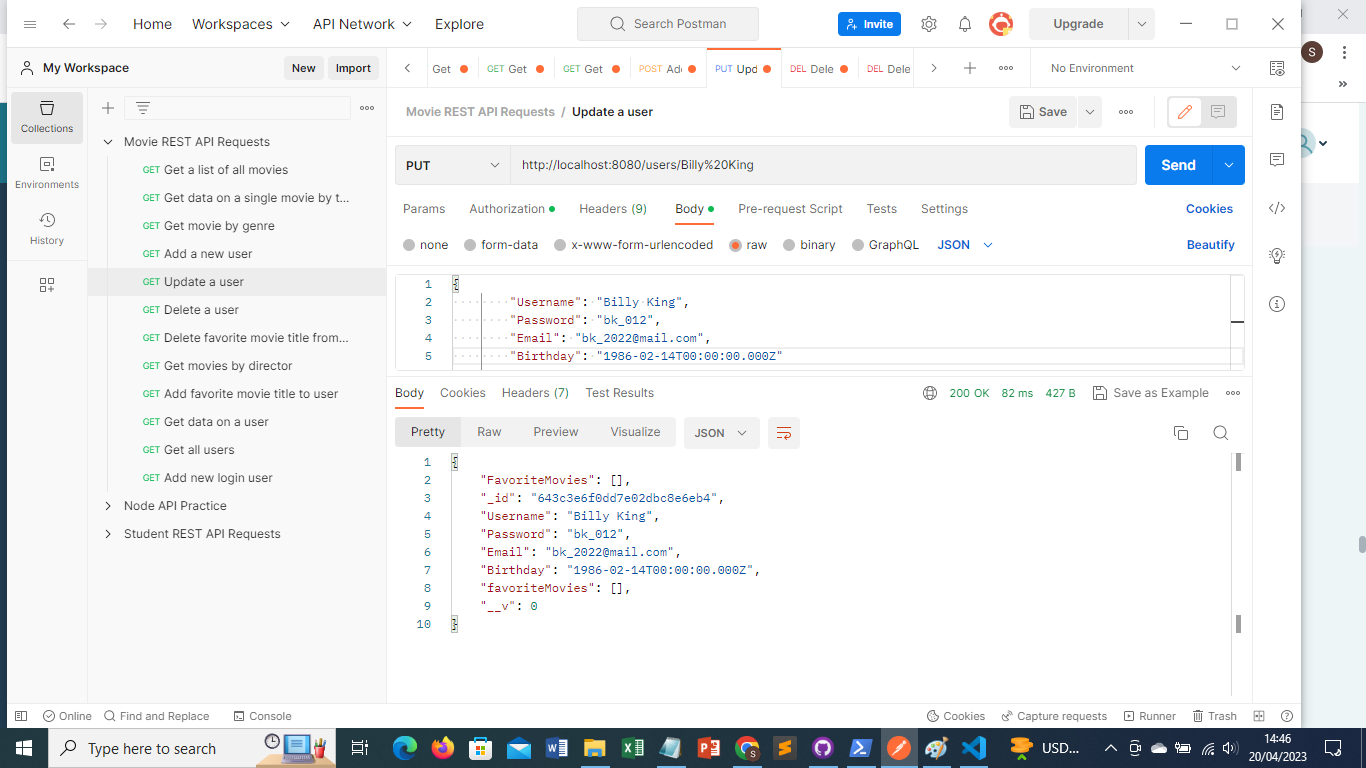 Home Workspaces API Network Explore
Search Postman
Invite
Upgrade
My Workspace
New Import
Get GET Get GET Get POST Add PUT Upd DEL Dele DEL Dele
No Environment
S
Collections
Environments
History
Movie REST API Requests
GET Get a list of all movies
GET Get data on a single movie by t...
GET Get movie by genre
GET Add a new user
GET Update a user
GET Delete a user
GET Delete favorite movie title from...
GET Get movies by director
GET Add favorite movie title to user
GET Get data on a user
GET Get all users
GET Add new login user
Node API Practice
Student REST API Requests
Movie REST API Requests / Update a user
Save
PUT http://localhost:8080/users/Billy%20King
Send
Params Authorization Headers (9) Body Pre-request Script Tests Settings Cookies
none form-data x-www-form-urlencoded raw binary GraphQL JSON Beautify
1 {
2 "Username": "Billy King",
3 "Password": "bk_012",
4 "Email": "bk_2022@mail.com",
5 "Birthday": "1986-02-14T00:00:00.000Z"
Body Cookies Headers (7) Test Results 200 OK 82 ms 427 B Save as Example
Pretty Raw Preview Visualize JSON
1 {
2 "FavoriteMovies": [],
3 "_id": "643c3e6f0dd7e02dbc8e6eb4",
4 "Username": "Billy King",
5 "Password": "bk_012",
6 "Email": "bk_2022@mail.com",
7 "Birthday": "1986-02-14T00:00:00.000Z",
8 "favoriteMovies": [],
9 "__v": 0
10 }
Online Find and Replace Console Cookies Capture requests Runner Trash
Type here to search
USD...
14:46
20/04/2023